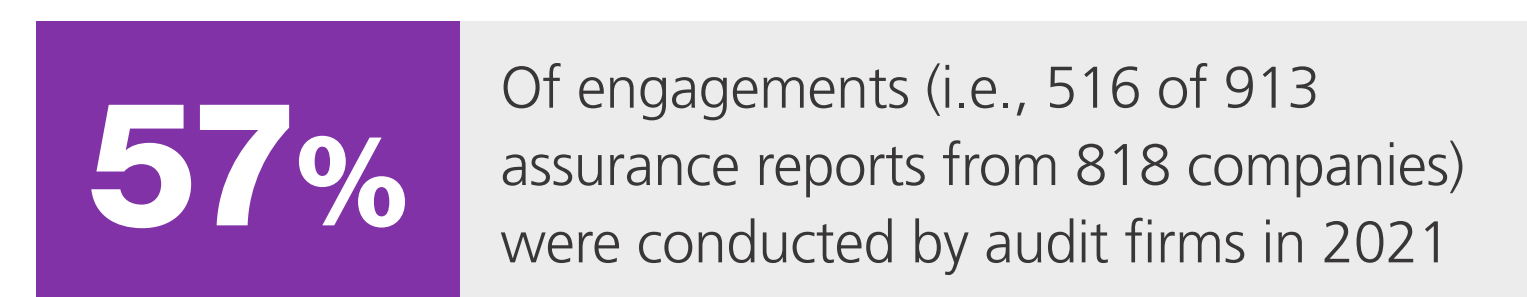 57%
Of engagements (i.e., 516 of 913
assurance reports from 818 companies)
were conducted by audit firms in 2021